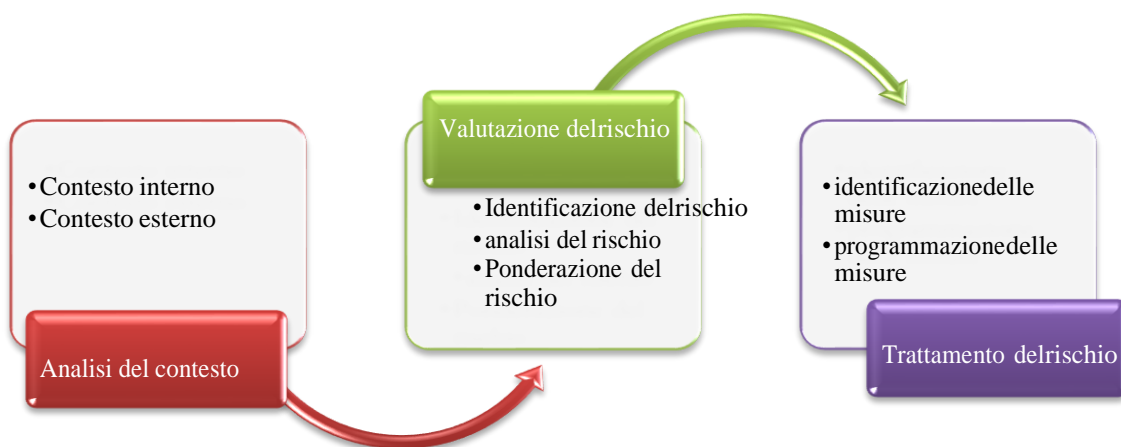 • Contesto interno
• Contesto esterno
Analisi del contesto
Valutazione delrischio
• Identificazione delrischio
• analisi del rischio
• Ponderazione del
rischio
• identificazionedelle
misure
• programmazionedelle
misure
Trattamento delrischio